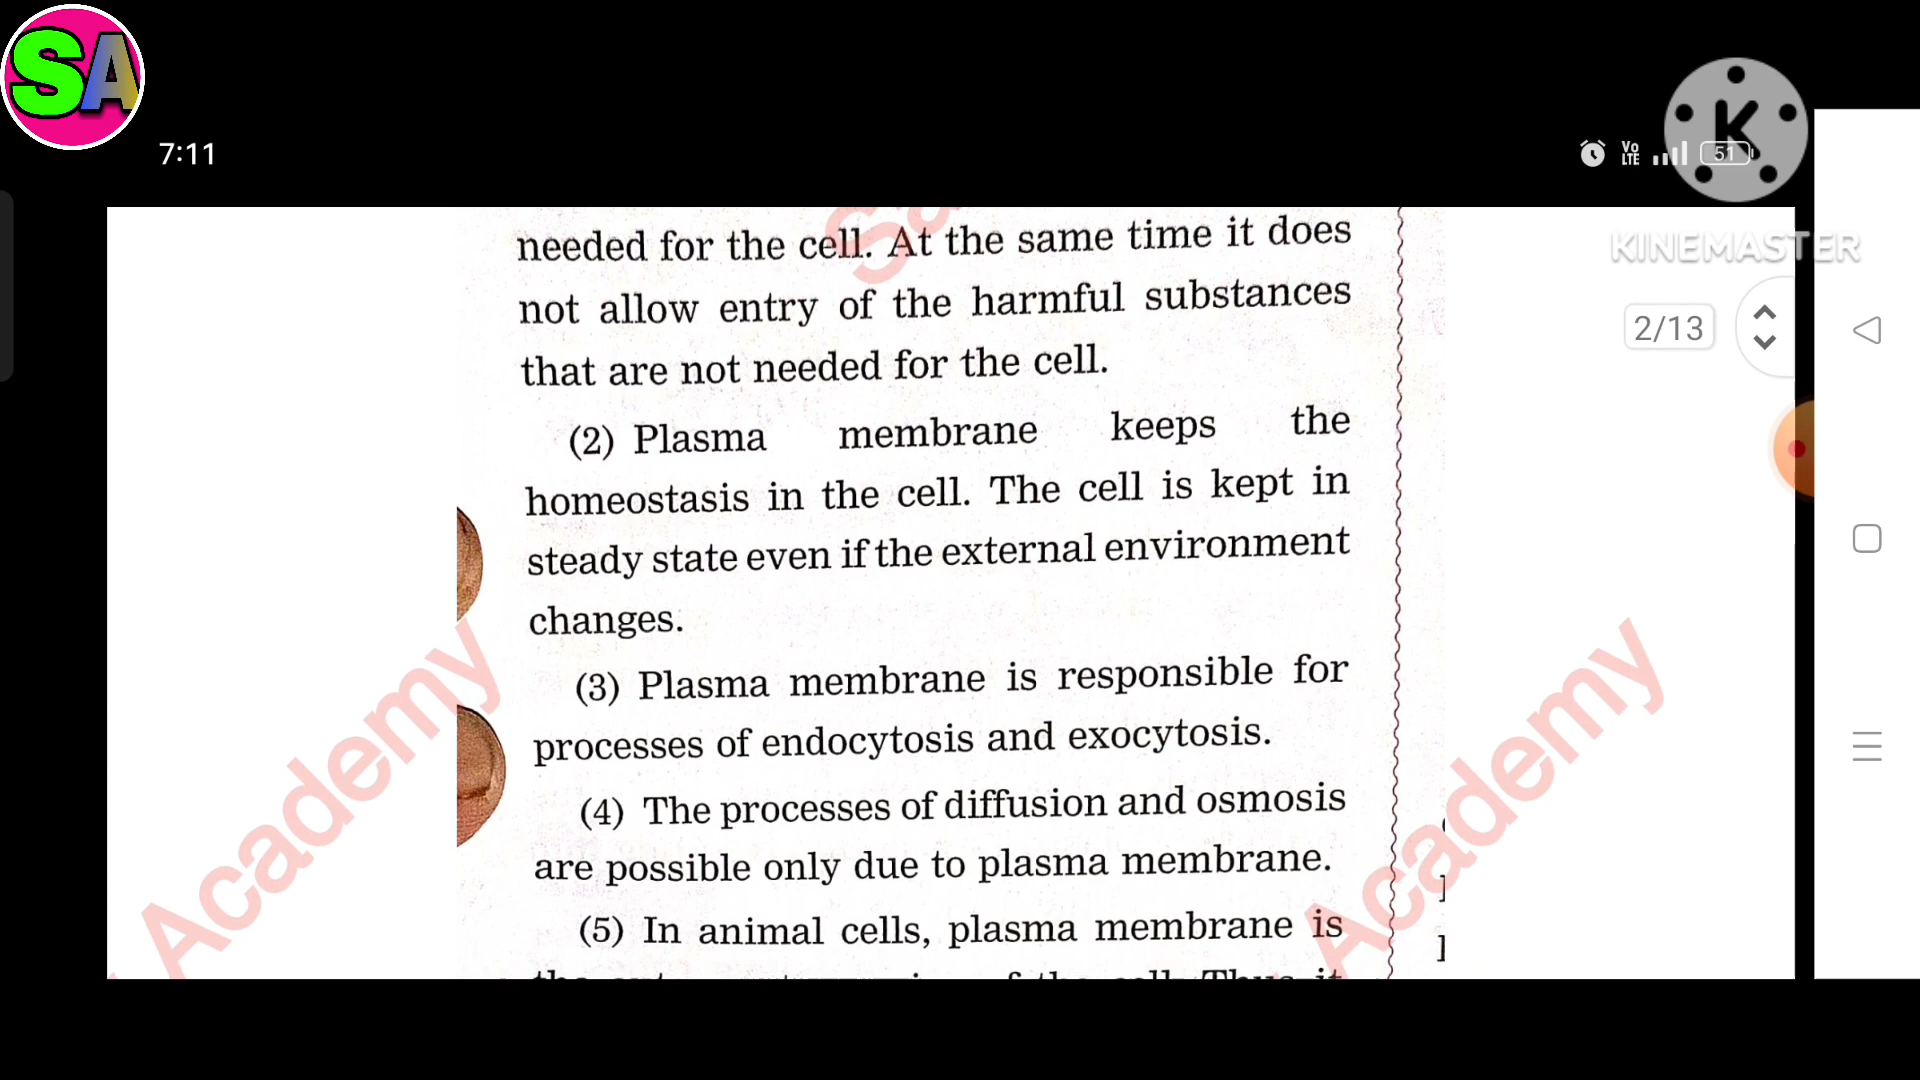 SA
7:11
Vo LTE
51
K
KINEMASTER
2/13
needed for the cell. At the same time it does
not allow entry of the harmful substances
that are not needed for the cell.
(2) Plasma membrane keeps the
homeostasis in the cell. The cell is kept in
steady state even if the external environment
changes.
(3) Plasma membrane is responsible for
processes of endocytosis and exocytosis.
(4) The processes of diffusion and osmosis
are possible only due to plasma membrane.
(5) In animal cells, plasma membrane is
Academy
Academy